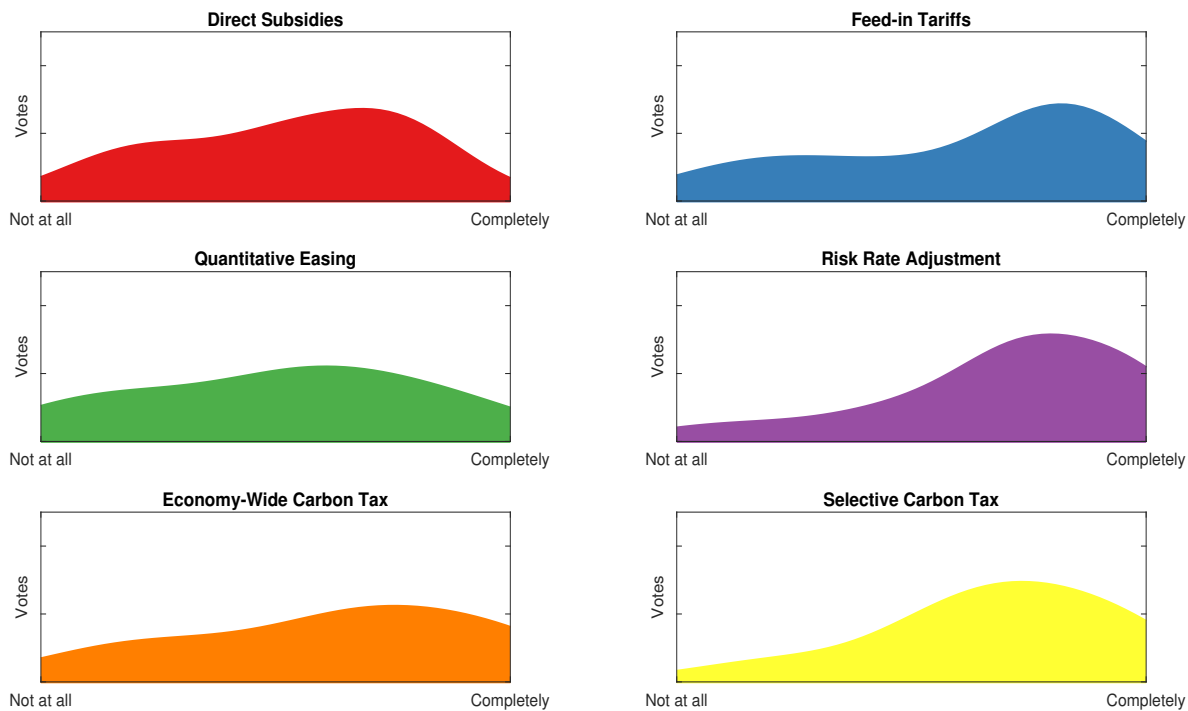 Direct Subsidies
Votes
Not at all
Completely
Feed-in Tariffs
Votes
Not at all
Completely
Quantitative Easing
Votes
Not at all
Completely
Risk Rate Adjustment
Votes
Not at all
Completely
Economy-Wide Carbon Tax
Votes
Not at all
Completely
Selective Carbon Tax
Votes
Not at all
Completely